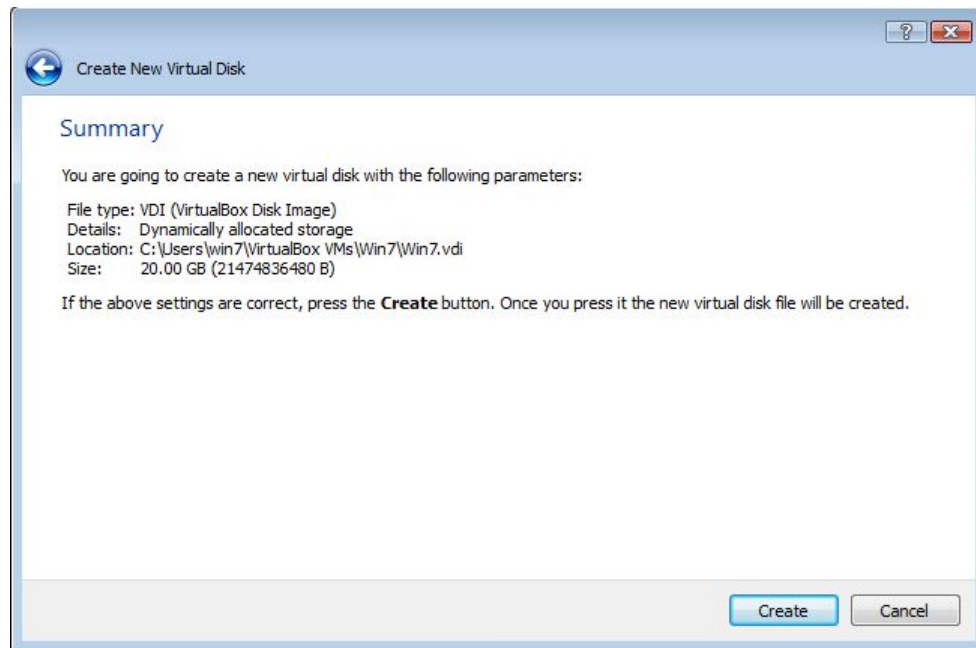 Create New Virtual Disk
Summary
You are going to create a new virtual disk with the following parameters:
File type: VDI (VirtualBox Disk Image)
Details: Dynamically allocated storage
Location: C:\Users\win7\VirtualBox VMs\Win7\Win7.vdi
Size: 20.00 GB (21474836480 B)
If the above settings are correct, press the Create button. Once you press it the new virtual disk file will be created.
Create Cancel